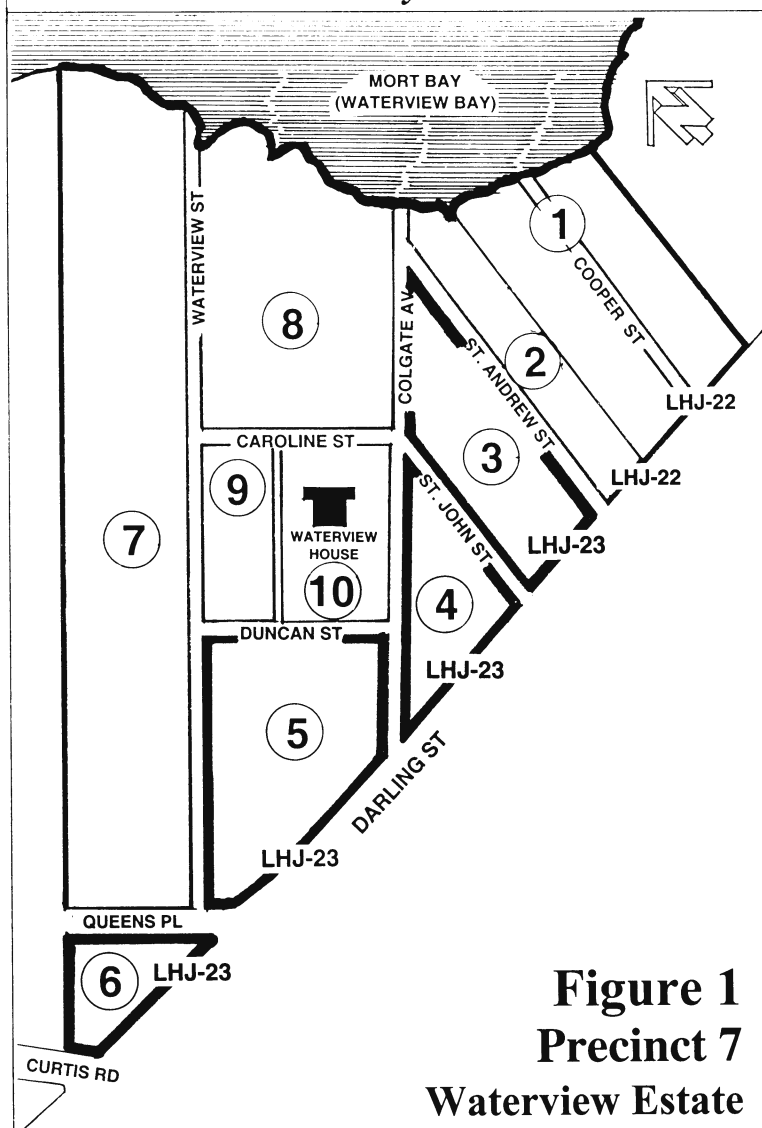 MORT BAY
(WATERVIEW BAY)
1
WATERVIEW ST
COOPER ST
8
COLGATE AV
2
ST. ANDREW ST
LHJ-22
CAROLINE ST
3
LHJ-22
9
ST. JOHN ST
7
WATERVIEW
HOUSE
LHJ-23
10
4
DUNCAN ST
LHJ-23
5
DARLING ST
LHJ-23
QUEENS PL
6
LHJ-23
CURTIS RD
Figure 1
Precinct 7
Waterview Estate